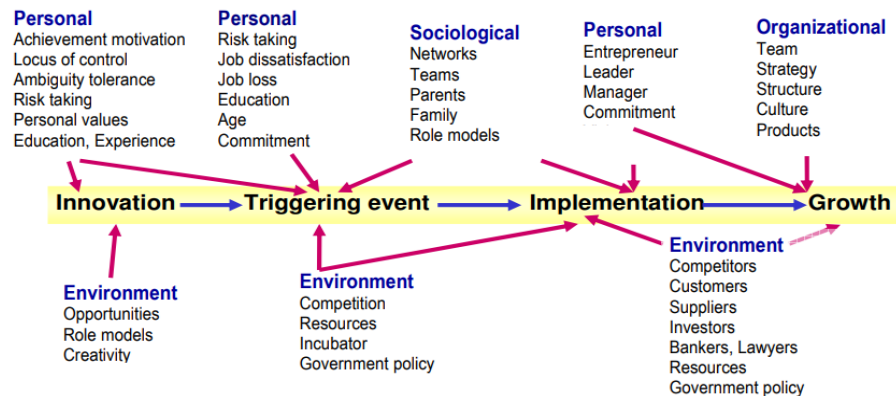 Personal
Achievement motivation
Locus of control
Ambiguity tolerance
Risk taking
Personal values
Education, Experience
Personal
Risk taking
Job dissatisfaction
Job loss
Education
Age
Commitment
Sociological
Networks
Teams
Parents
Family
Role models
Personal
Entrepreneur
Leader
Manager
Commitment
Organizational
Team
Strategy
Structure
Culture
Products
Innovation
Triggering event
Implementation
Growth
Environment
Opportunities
Role models
Creativity
Environment
Competition
Resources
Incubator
Government policy
Environment
Competitors
Customers
Suppliers
Investors
Bankers, Lawyers
Resources
Government policy